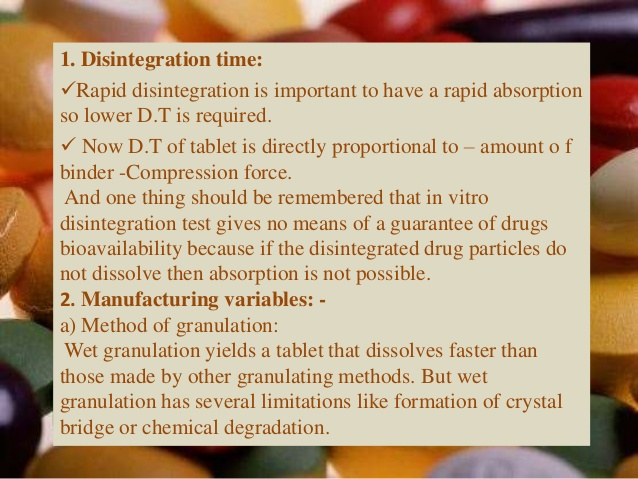 1. Disintegration time:
✓Rapid disintegration is important to have a rapid absorption
so lower D.T is required.
✓ Now D.T of tablet is directly proportional to – amount o f
binder -Compression force.
And one thing should be remembered that in vitro
disintegration test gives no means of a guarantee of drugs
bioavailability because if the disintegrated drug particles do
not dissolve then absorption is not possible.
2. Manufacturing variables: -
a) Method of granulation:
Wet granulation yields a tablet that dissolves faster than
those made by other granulating methods. But wet
granulation has several limitations like formation of crystal
bridge or chemical degradation.